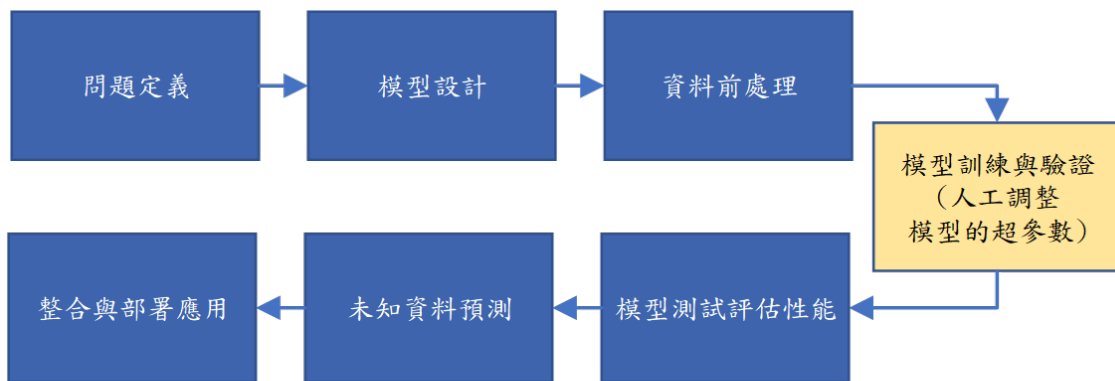 問題定義
模型設計
資料前處理
模型訓練與驗證
（人工調整
模型的超參數）
模型測試評估性能
未知資料預測
整合與部署應用